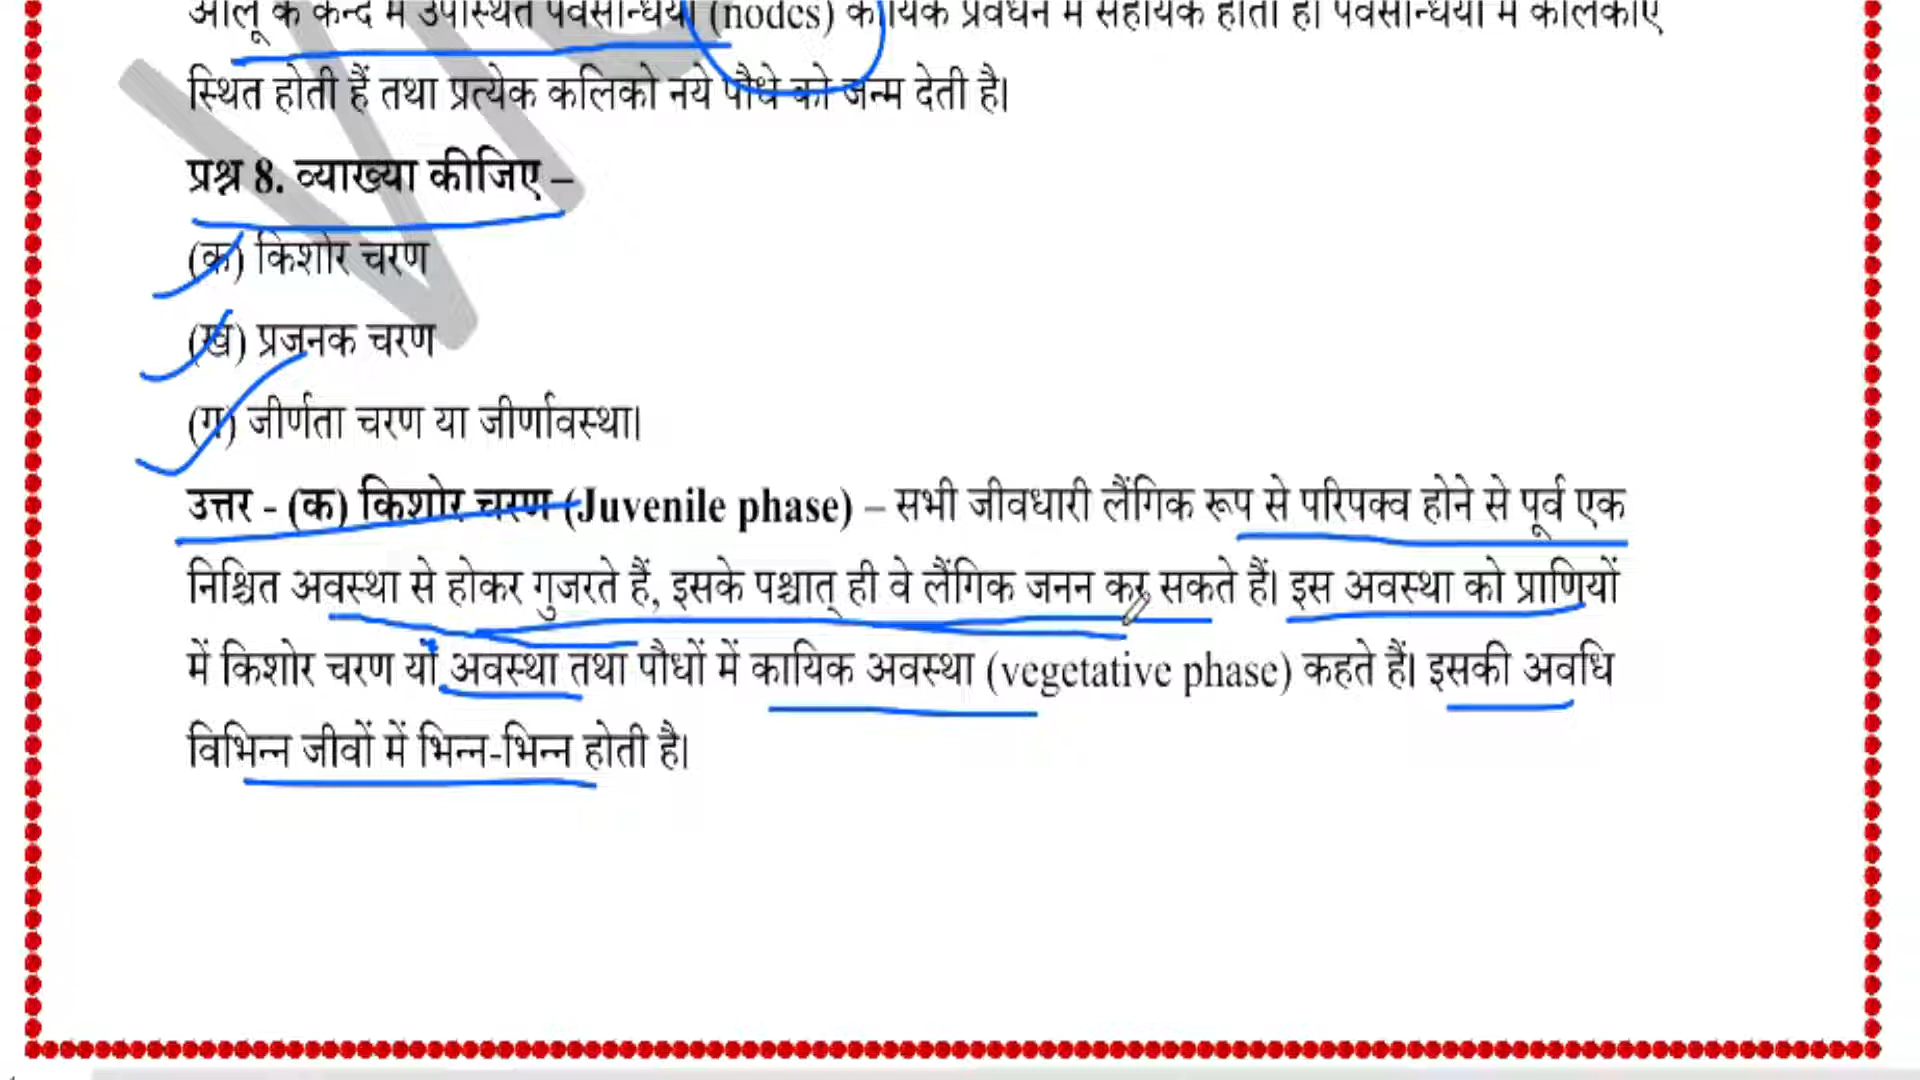 आलू के कन्द में उपस्थित पर्वसन्धियाँ (nodes) कायिक प्रवर्धन में सहायक होती हैं। पर्वसन्धियों में कलिकाएँ
स्थित होती हैं तथा प्रत्येक कलिको नये पौधे को जन्म देती है।
प्रश्न 8. व्याख्या कीजिए –
(क) किशोर चरण
(ख) प्रजनक चरण
(ग) जीर्णता चरण या जीर्णावस्था।
उत्तर - (क) किशोर चरण (Juvenile phase) – सभी जीवधारी लैंगिक रूप से परिपक्व होने से पूर्व एक
निश्चित अवस्था से होकर गुजरते हैं, इसके पश्चात् ही वे लैंगिक जनन कर सकते हैं। इस अवस्था को प्राणियों
में किशोर चरण या अवस्था तथा पौधों में कायिक अवस्था (vegetative phase) कहते हैं। इसकी अवधि
विभिन्न जीवों में भिन्न-भिन्न होती है।